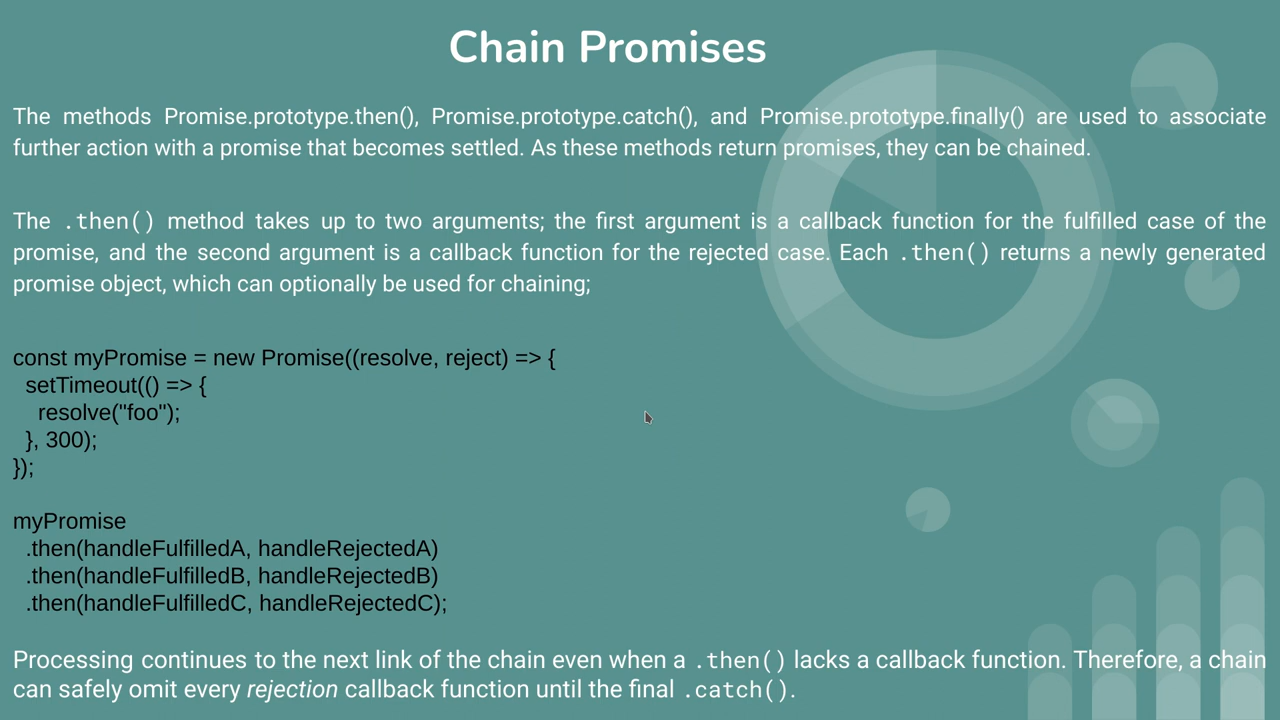 Chain Promises
The methods Promise.prototype.then(), Promise.prototype.catch(), and Promise.prototype.finally() are used to associate
further action with a promise that becomes settled. As these methods return promises, they can be chained.
The .then() method takes up to two arguments; the first argument is a callback function for the fulfilled case of the
promise, and the second argument is a callback function for the rejected case. Each .then() returns a newly generated
promise object, which can optionally be used for chaining;
const myPromise = new Promise((resolve, reject) => {
  setTimeout(() => {
    resolve("foo");
  }, 300);
});
myPromise
  .then(handleFulfilledA, handleRejectedA)
  .then(handleFulfilledB, handleRejectedB)
  .then(handleFulfilledC, handleRejectedC);
Processing continues to the next link of the chain even when a .then() lacks a callback function. Therefore, a chain
can safely omit every rejection callback function until the final .catch().